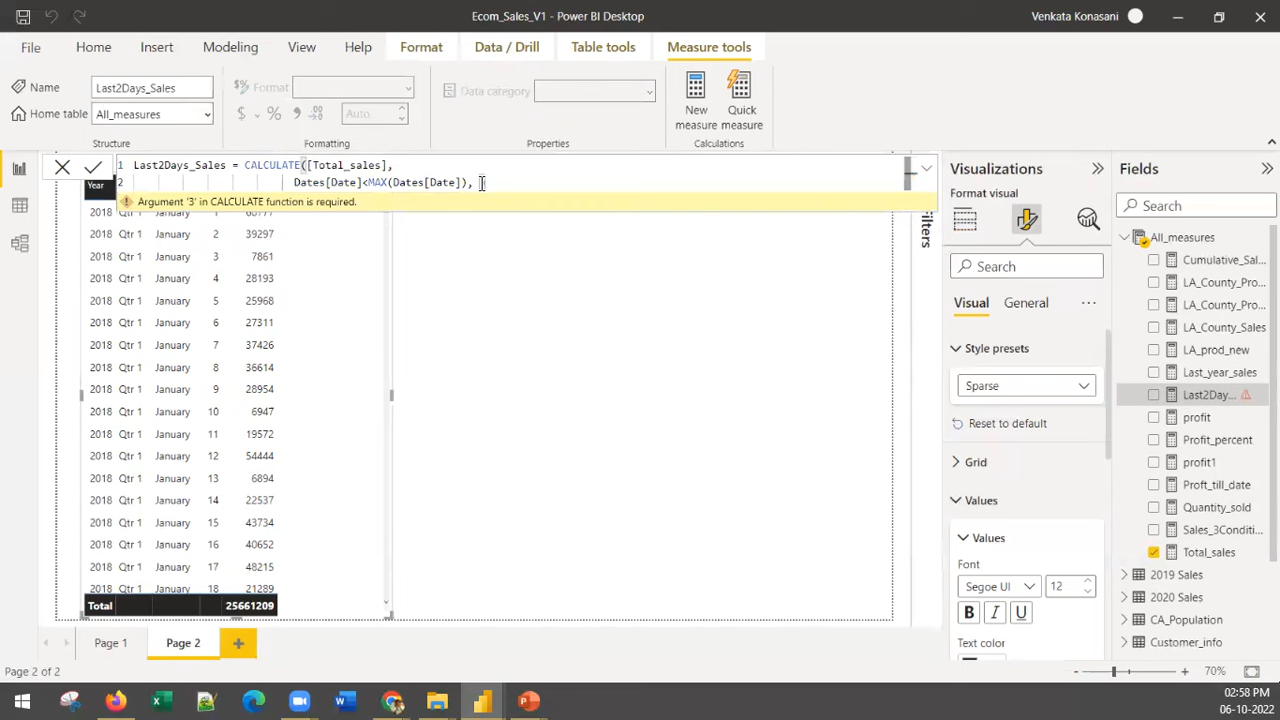 Ecom_Sales_V1 - Power BI Desktop
Venkata Konasani
File Home Insert Modeling View Help Format Data / Drill Table tools Measure tools
Name Last2Days_Sales
Home table All_measures
Structure
Format
$ % Auto
Formatting
Data category
Properties
New measure
Quick measure
Calculations
1 Last2Days_Sales = CALCULATE([Total_sales],
2 Dates[Date]<MAX(Dates[Date]),
Argument '3' in CALCULATE function is required.
Year
2018 Qtr 1 January 1
2018 Qtr 1 January 2 39297
2018 Qtr 1 January 3 7861
2018 Qtr 1 January 4 28193
2018 Qtr 1 January 5 25968
2018 Qtr 1 January 6 27311
2018 Qtr 1 January 7 37426
2018 Qtr 1 January 8 36614
2018 Qtr 1 January 9 28954
2018 Qtr 1 January 10 6947
2018 Qtr 1 January 11 19572
2018 Qtr 1 January 12 54444
2018 Qtr 1 January 13 6894
2018 Qtr 1 January 14 22537
2018 Qtr 1 January 15 43734
2018 Qtr 1 January 16 40652
2018 Qtr 1 January 17 48215
2018 Qtr 1 January 18 21289
Total 25661209
Filters
Visualizations
Format visual
Search
Visual General
Style presets
Sparse
Reset to default
Grid
Values
Values
Font
Segoe UI 12
B I U
Text color
Fields
Search
All_measures
Cumulative_Sal...
LA_County_Pro...
LA_County_Pro...
LA_County_Sales
LA_prod_new
Last_year_sales
Last2Day...
profit
Profit_percent
profit1
Proft_till_date
Quantity_sold
Sales_3Conditi...
Total_sales
2019 Sales
2020 Sales
CA_Population
Customer_info
Page 1 Page 2
Page 2 of 2
70%
02:58 PM
06-10-2022